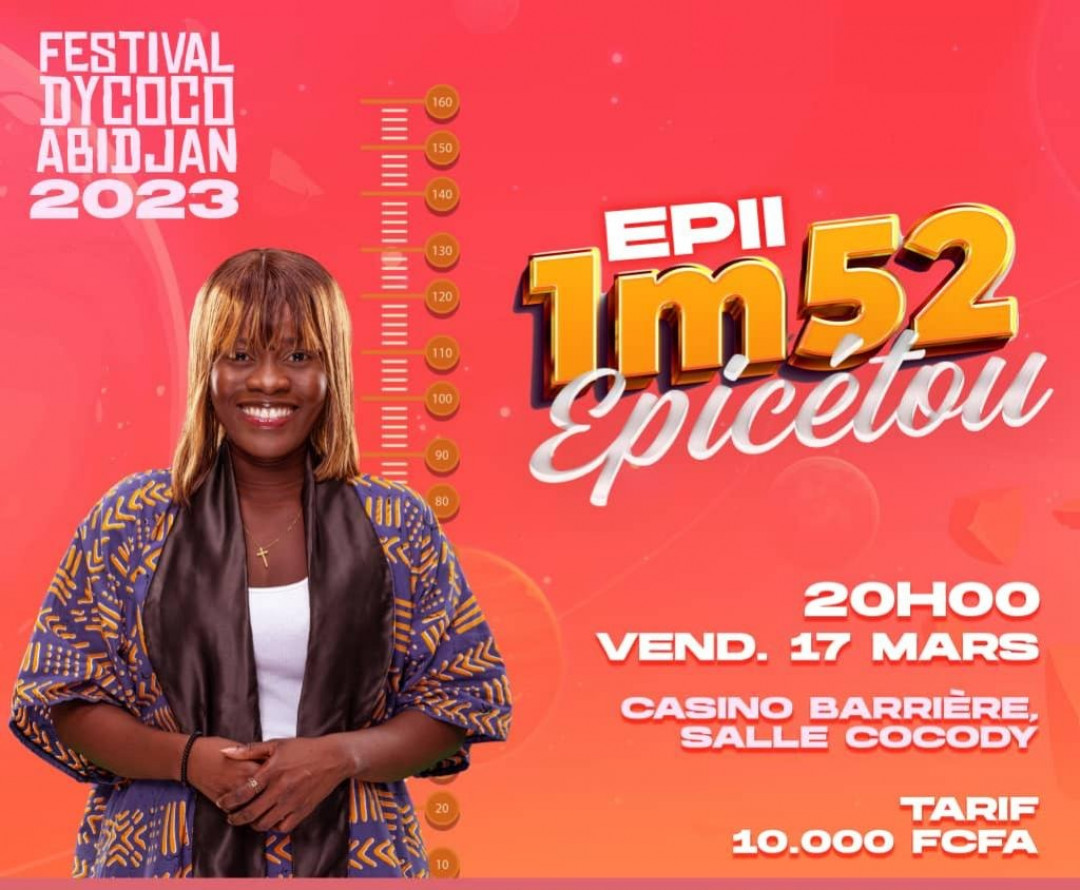 FESTIVAL
DYCOCO
ABIDJAN
2023
160
150
140
130
120
110
100
90
80
20
10
EPII
1m52
Epicétou
20H00
VEND. 17 MARS
CASINO BARRIÈRE,
SALLE COCODY
TARIF
10.000 FCFA